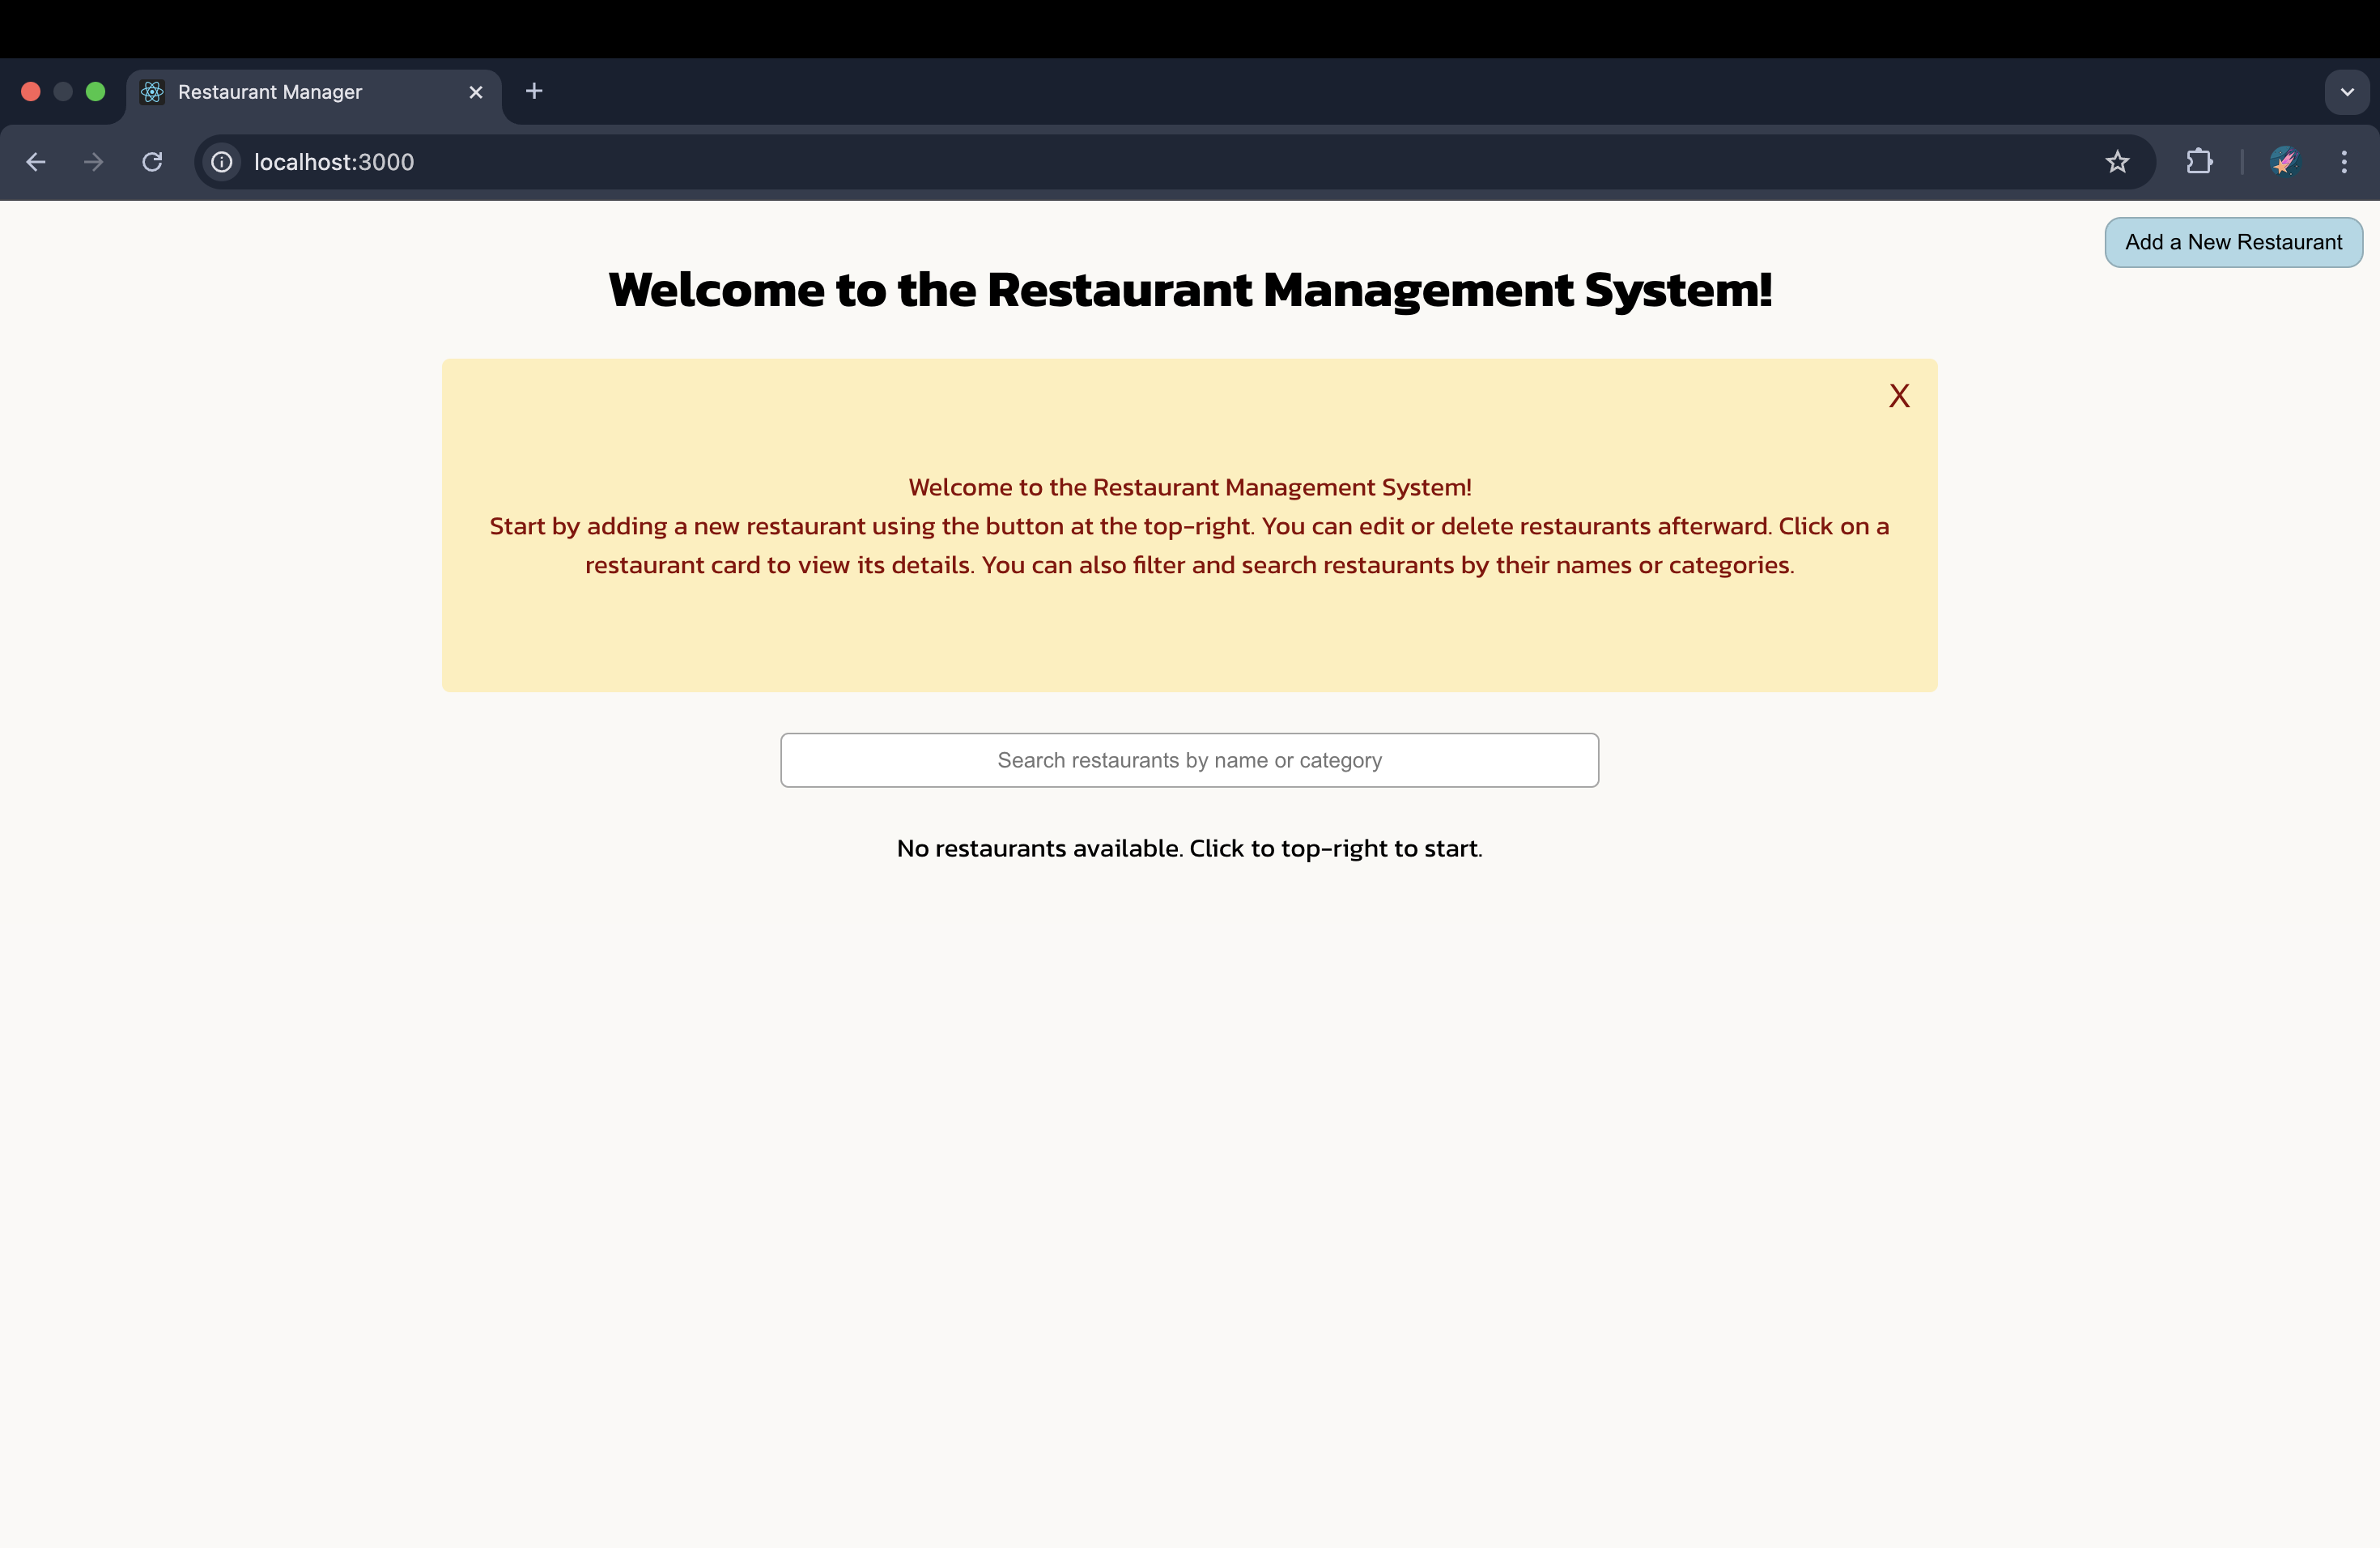 Restaurant Manager
localhost:3000
Add a New Restaurant
Welcome to the Restaurant Management System!
X
Welcome to the Restaurant Management System!
Start by adding a new restaurant using the button at the top-right. You can edit or delete restaurants afterward. Click on a
restaurant card to view its details. You can also filter and search restaurants by their names or categories.
Search restaurants by name or category
No restaurants available. Click to top-right to start.